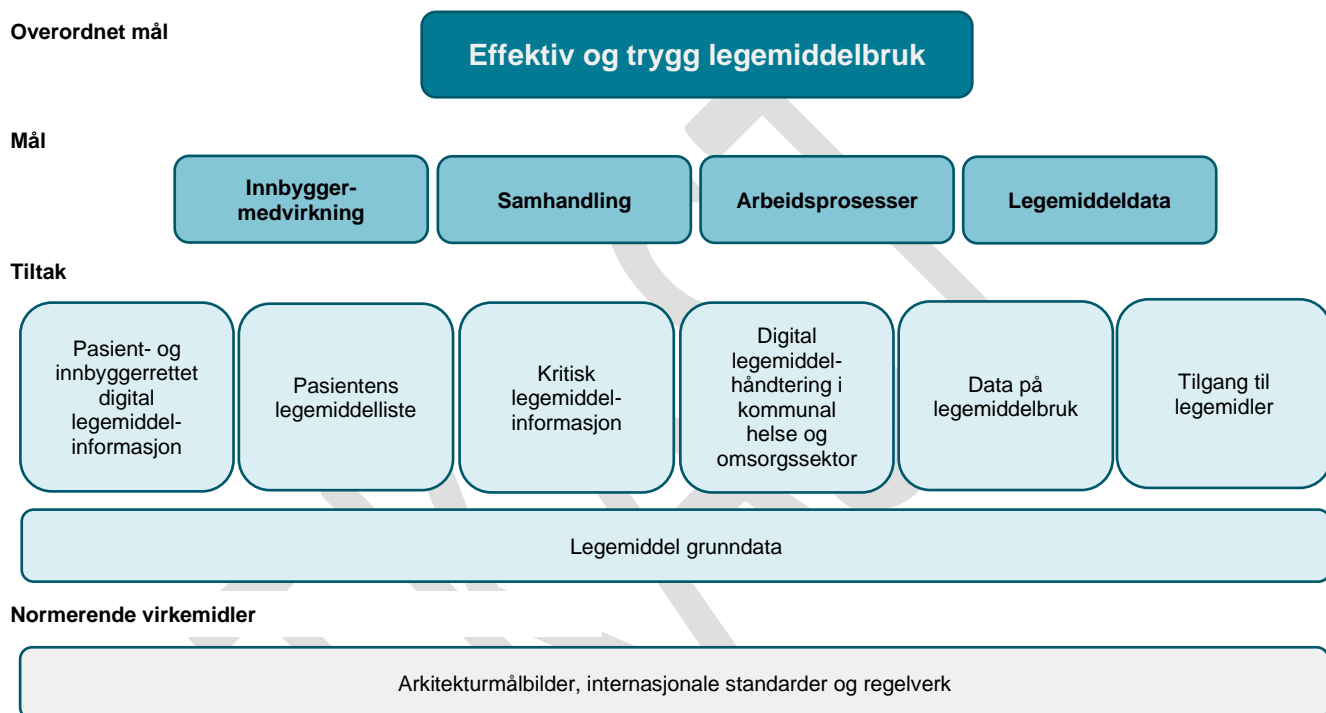 Overordnet mål
Effektiv og trygg legemiddelbruk
Mål
Innbygger-
medvirkning
Samhandling
Arbeidsprosesser
Legemiddeldata
Tiltak
Pasient- og
innbyggerrettet
digital
legemiddel-
informasjon
Pasientens
legemiddelliste
Kritisk
legemiddel-
informasjon
Digital
legemiddel-
håndtering i
kommunal
helse og
omsorgssektor
Data på
legemiddelbruk
Tilgang til
legemidler
Legemiddel grunndata
Normerende virkemidler
Arkitekturmålbilder, internasjonale standarder og regelverk